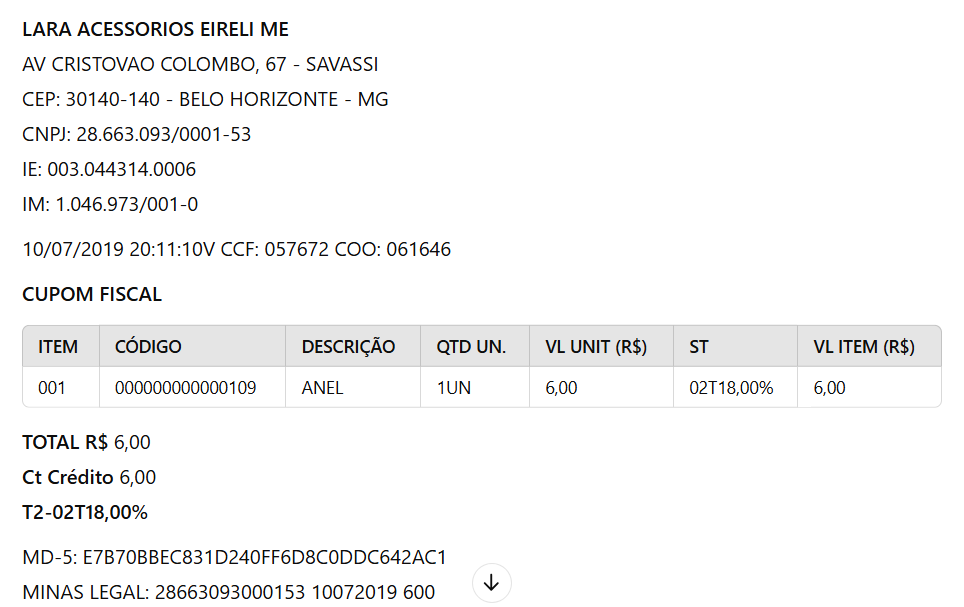 LARA ACESSORIOS EIRELI ME
AV CRISTOVAO COLOMBO, 67 - SAVASSI
CEP: 30140-140 - BELO HORIZONTE - MG
CNPJ: 28.663.093/0001-53
IE: 003.044314.0006
IM: 1.046.973/001-0
10/07/2019 20:11:10V CCF: 057672 COO: 061646
CUPOM FISCAL
ITEM CÓDIGO DESCRIÇÃO QTD UN. VL UNIT (R$) ST VL ITEM (R$)
001 000000000000109 ANEL 1UN 6,00 02T18,00% 6,00
TOTAL R$ 6,00
Ct Crédito 6,00
T2-02T18,00%
MD-5: E7B70BBEC831D240FF6D8C0DDC642AC1
MINAS LEGAL: 28663093000153 10072019 600